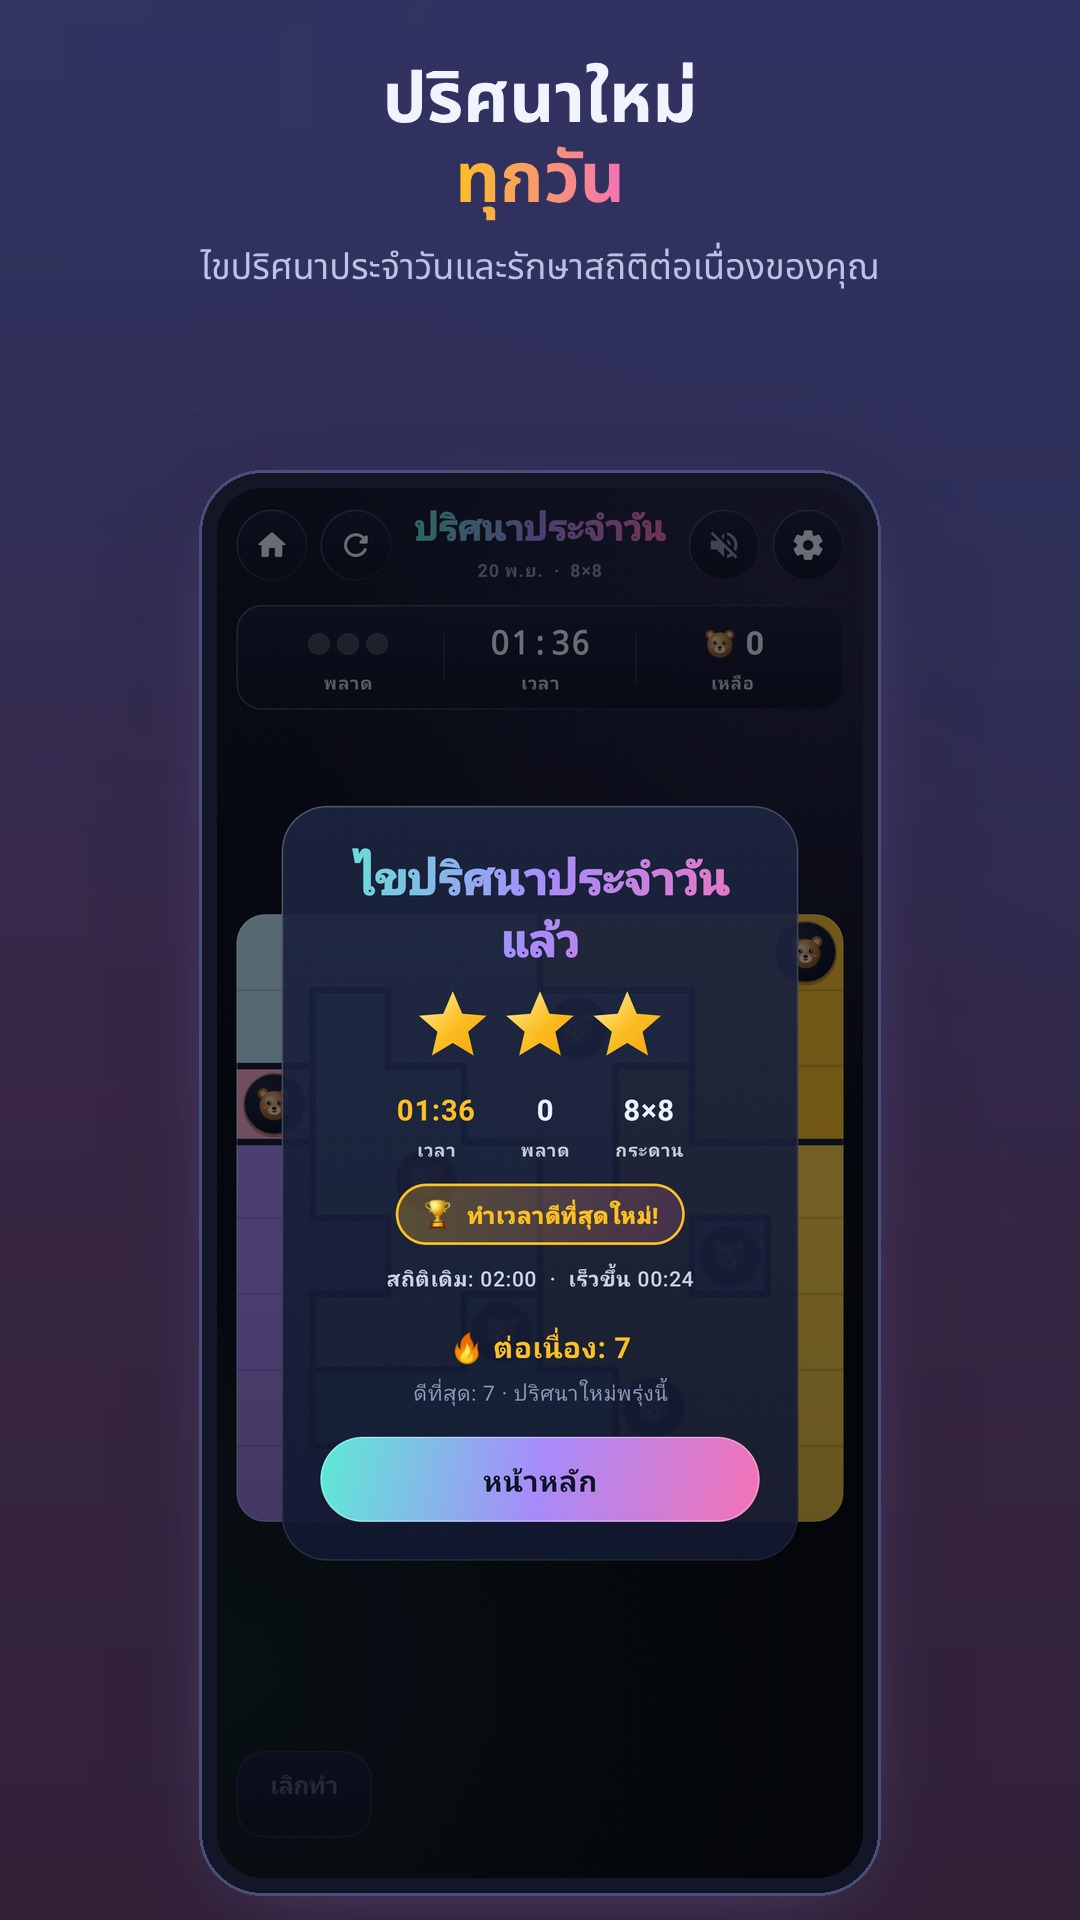 ปริศนาใหม่
ทุกวัน
ไขปริศนาประจำวันและรักษาสถิติต่อเนื่องของคุณ
ปริศนาประจำวัน
20 พ.ย. · 8×8
01:36
0
พลาด
เวลา
เหลือ
ไขปริศนาประจำวัน
แล้ว
01:36
0
8×8
เวลา
พลาด
กระดาน
ทำเวลาดีที่สุดใหม่!
สถิติเดิม: 02:00 · เร็วขึ้น 00:24
ต่อเนื่อง: 7
ดีที่สุด: 7 · ปริศนาใหม่พรุ่งนี้
หน้าหลัก
เลิกทำ